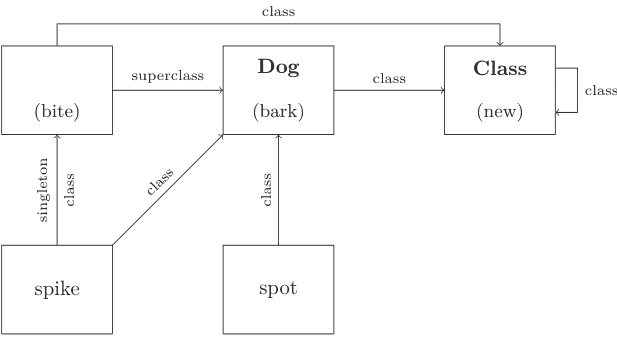 class
superclass
Dog
class
Class
class
(bite)
(bark)
(new)
singleton
class
class
class
spike
spot